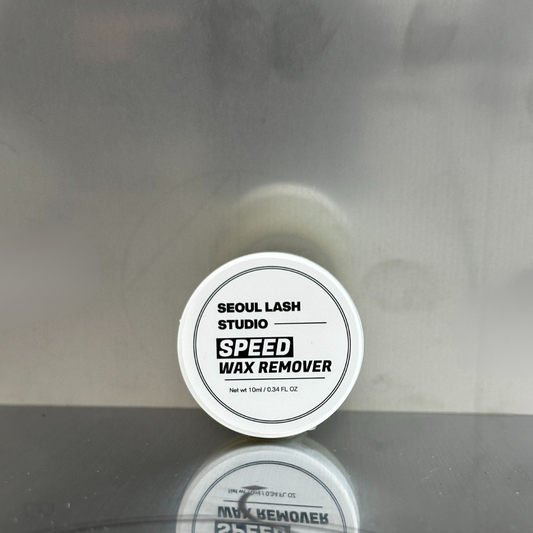 SEOUL LASH
STUDIO
SPEED
WAX REMOVER
Net wt 10ml / 0.34 FL OZ